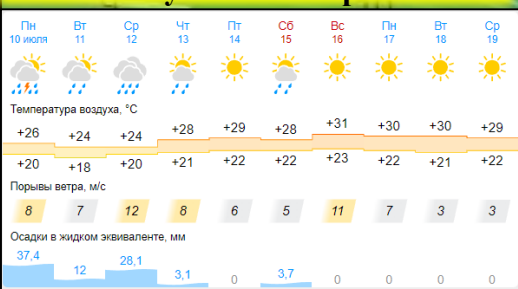 Пн Вт Ср Чт Пт Сб Вс Пн Вт Ср
10 июля 11 12 13 14 15 16 17 18 19
Температура воздуха, °C
+26 +24 +24 +28 +29 +28 +31 +30 +30 +29
+20 +18 +20 +21 +22 +22 +23 +22 +21 +22
Порывы ветра, м/с
8 7 12 8 6 5 11 7 3 3
Осадки в жидком эквиваленте, мм
37,4 12 28,1 3,1 0 3,7 0 0 0 0